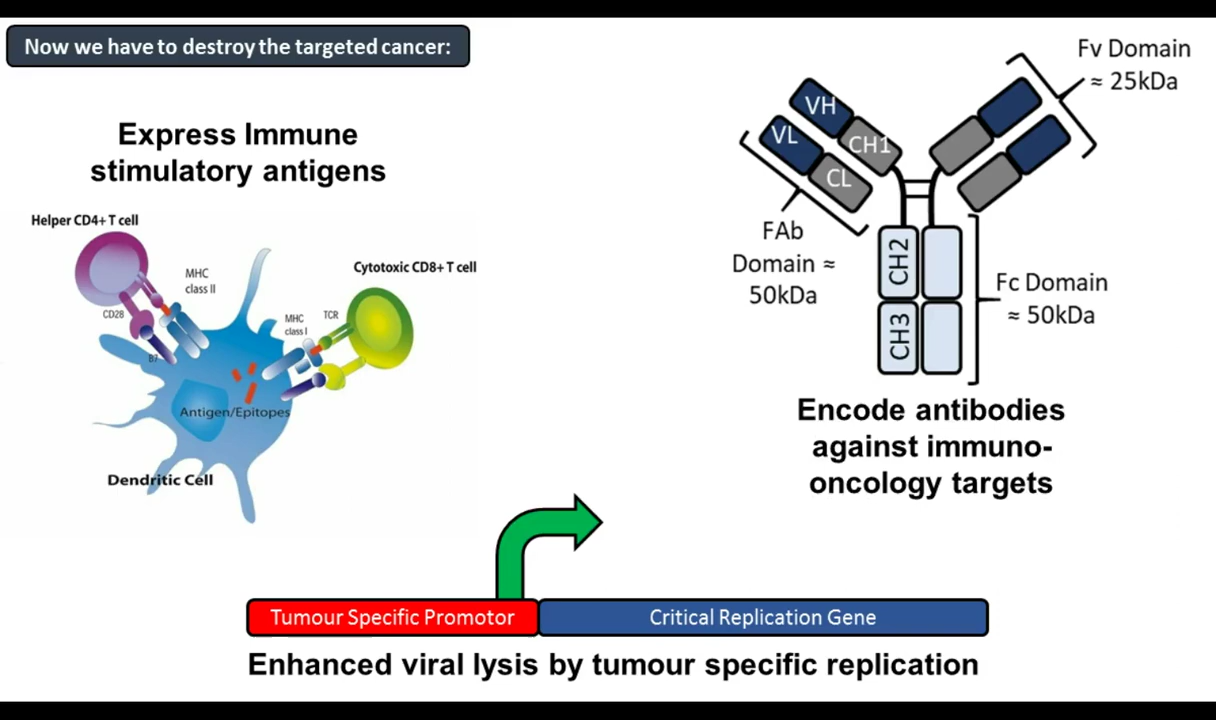 Now we have to destroy the targeted cancer:
Express Immune
stimulatory antigens
Helper CD4+ T cell
MHC
class II
CD28
B7
Cytotoxic CD8+ T cell
MHC
class I
TCR
Antigen/Epitopes
Dendritic Cell
Fv Domain
≈ 25kDa
VH
VL
CH1
CL
FAb
Domain ≈
50kDa
CH2
CH3
Fc Domain
≈ 50kDa
Encode antibodies
against immuno-
oncology targets
Tumour Specific Promotor
Critical Replication Gene
Enhanced viral lysis by tumour specific replication